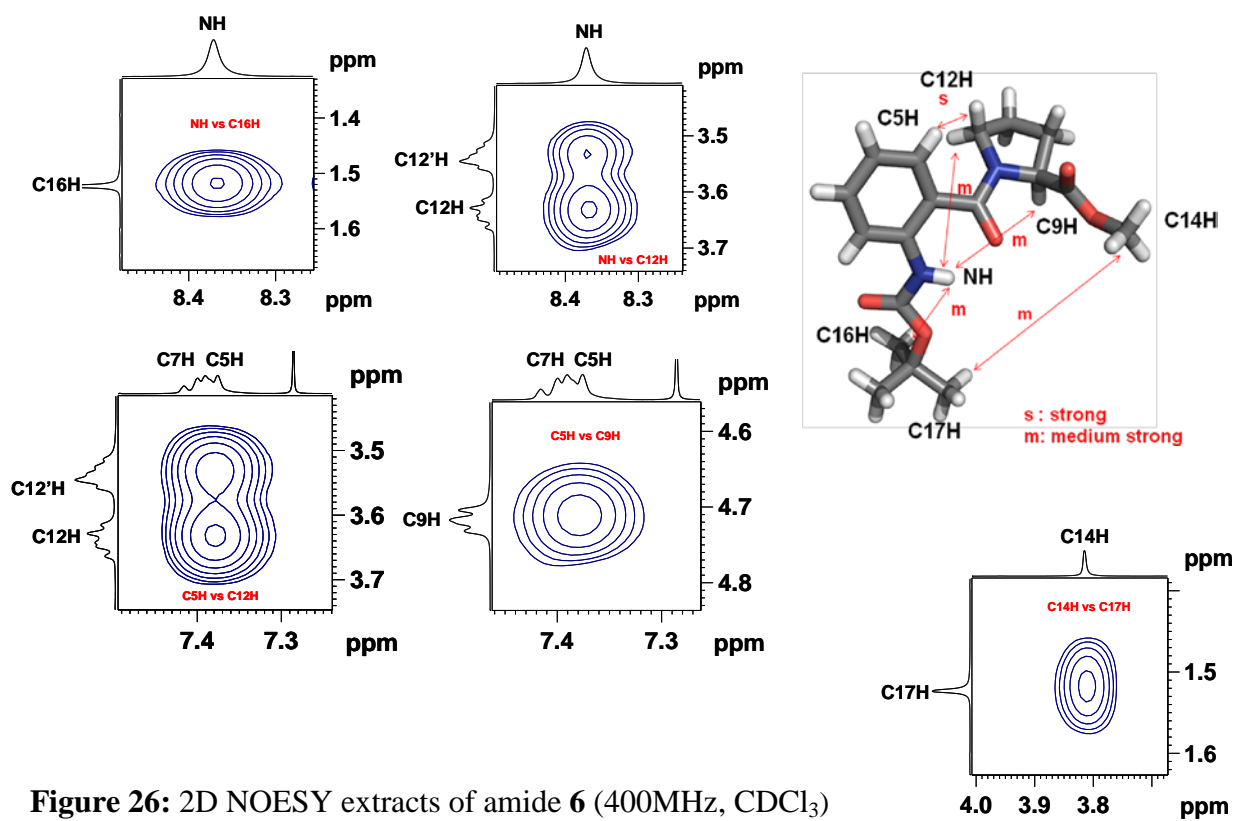 NH
ppm
NH vs C16H
C16H
1.4
1.5
1.6
8.4 8.3 ppm
NH
ppm
C12'H
C12H
3.5
3.6
3.7
NH vs C12H
8.4 8.3 ppm
C12H
s
C5H
m
C9H
C14H
m
NH
m
m
C16H
C17H
s : strong
m: medium strong
C7H C5H
ppm
C12'H
C12H
3.5
3.6
3.7
C5H vs C12H
7.4 7.3 ppm
C7H C5H
ppm
C5H vs C9H
C9H
4.6
4.7
4.8
7.4 7.3 ppm
C14H
ppm
C14H vs C17H
C17H
1.5
1.6
4.0 3.9 3.8 ppm
Figure 26: 2D NOESY extracts of amide 6 (400MHz, CDCl₃)